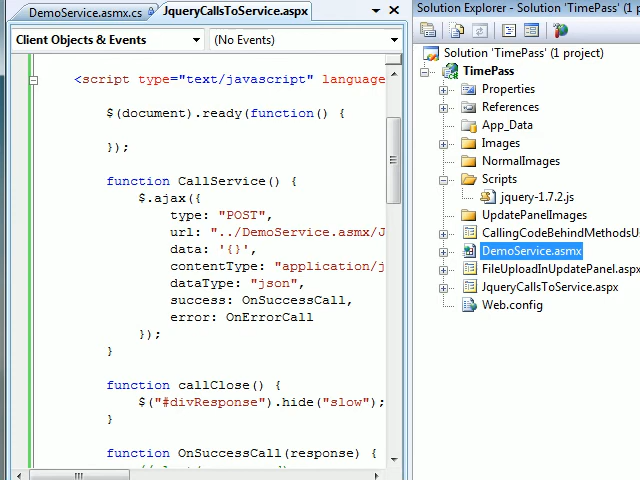 DemoService.asmx.cs
JqueryCallsToService.aspx
Client Objects & Events
(No Events)
<script type="text/javascript" language
$(document).ready(function() {
});
function CallService() {
$.ajax({
type: "POST",
url: "../DemoService.asmx/J
data: '{}',
contentType: "application/j
dataType: "json",
success: OnSuccessCall,
error: OnErrorCall
});
}
function callClose() {
$("#divResponse").hide("slow");
}
function OnSuccessCall(response) {
Solution Explorer - Solution 'TimePass' (1 p
Solution 'TimePass' (1 project)
TimePass
Properties
References
App_Data
Images
NormalImages
Scripts
jquery-1.7.2.js
UpdatePanelImages
CallingCodeBehindMethodsU
DemoService.asmx
FileUploadInUpdatePanel.aspx
JqueryCallsToService.aspx
Web.config